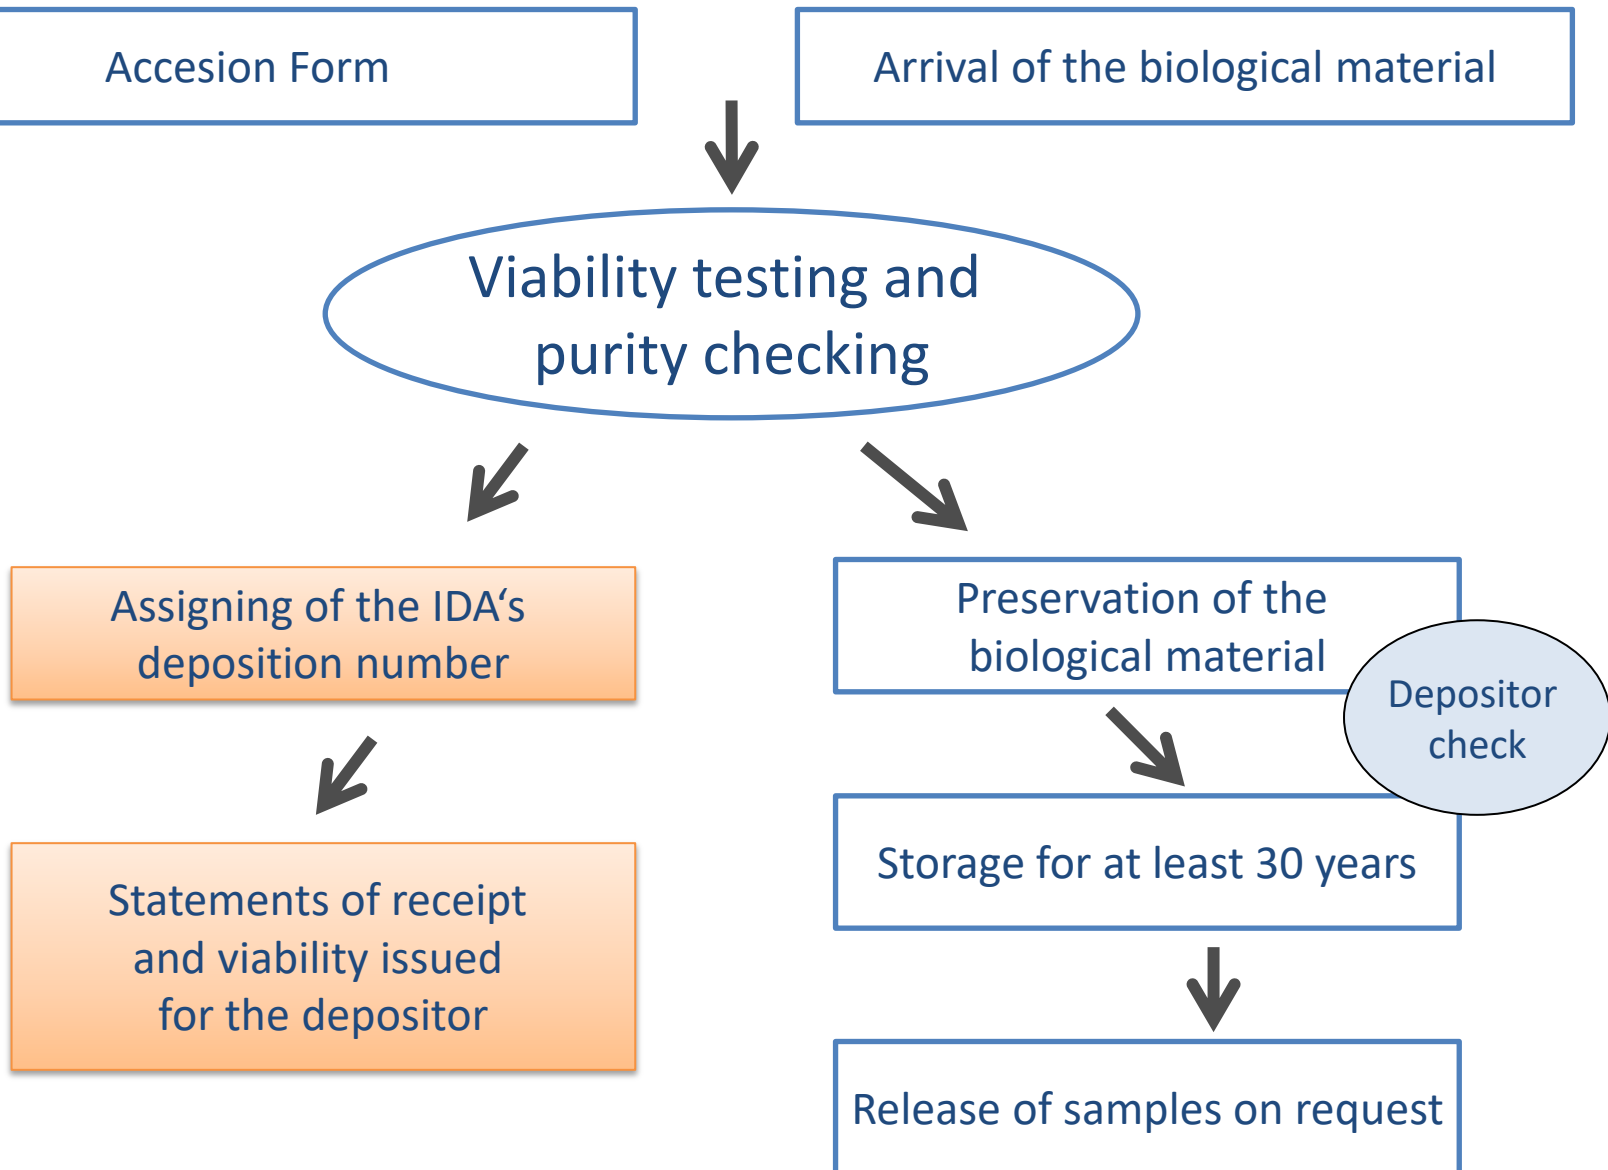 Accesion Form
Arrival of the biological material
Viability testing and
purity checking
Assigning of the IDA‘s
deposition number
Preservation of the
biological material
Depositor
check
Storage for at least 30 years
Statements of receipt
and viability issued
for the depositor
Release of samples on request